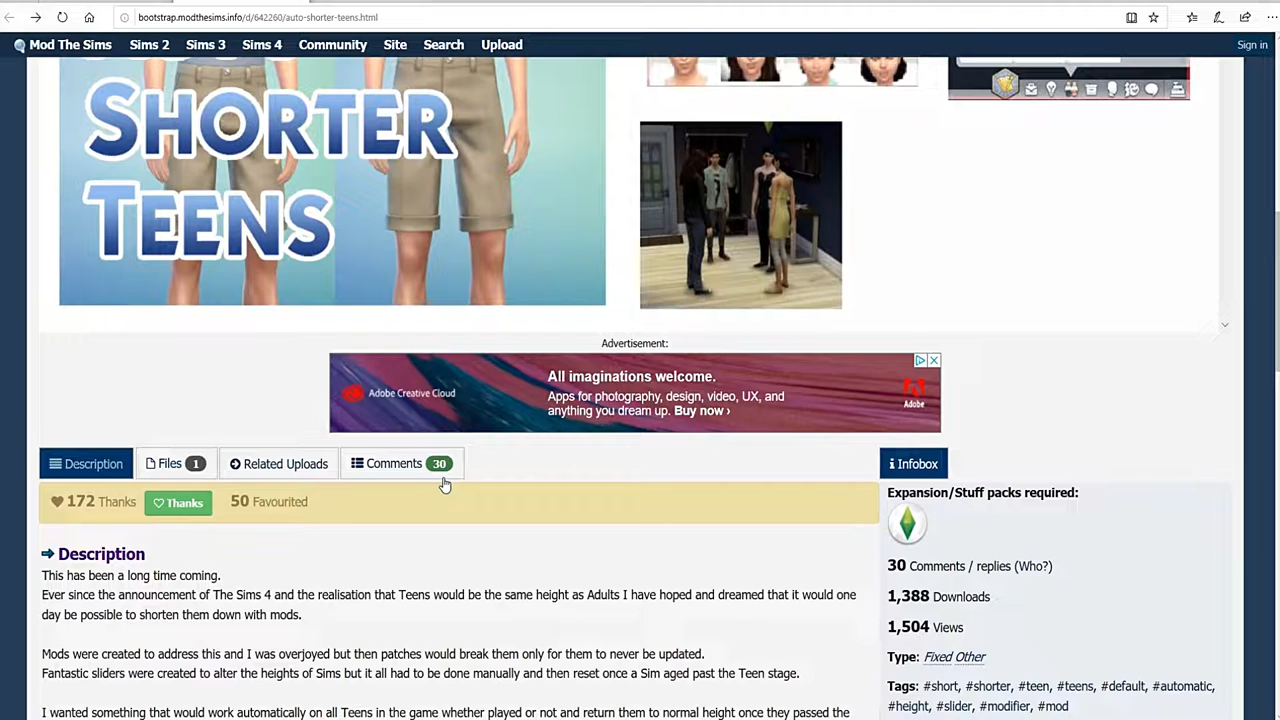 bootstrap.modthesims.info/d/642260/auto-shorter-teens.html
Mod The Sims Sims 2 Sims 3 Sims 4 Community Site Search Upload Sign in
SHORTER
TEENS
Advertisement:
Adobe Creative Cloud
All imaginations welcome.
Apps for photography, design, video, UX, and
anything you dream up. Buy now ›
Adobe
Description Files 1 Related Uploads Comments 30
172 Thanks Thanks 50 Favourited
Description
This has been a long time coming.
Ever since the announcement of The Sims 4 and the realisation that Teens would be the same height as Adults I have hoped and dreamed that it would one
day be possible to shorten them down with mods.
Mods were created to address this and I was overjoyed but then patches would break them only for them to never be updated.
Fantastic sliders were created to alter the heights of Sims but it all had to be done manually and then reset once a Sim aged past the Teen stage.
I wanted something that would work automatically on all Teens in the game whether played or not and return them to normal height once they passed the
Infobox
Expansion/Stuff packs required:
30 Comments / replies (Who?)
1,388 Downloads
1,504 Views
Type: Fixed Other
Tags: #short, #shorter, #teen, #teens, #default, #automatic,
#height, #slider, #modifier, #mod